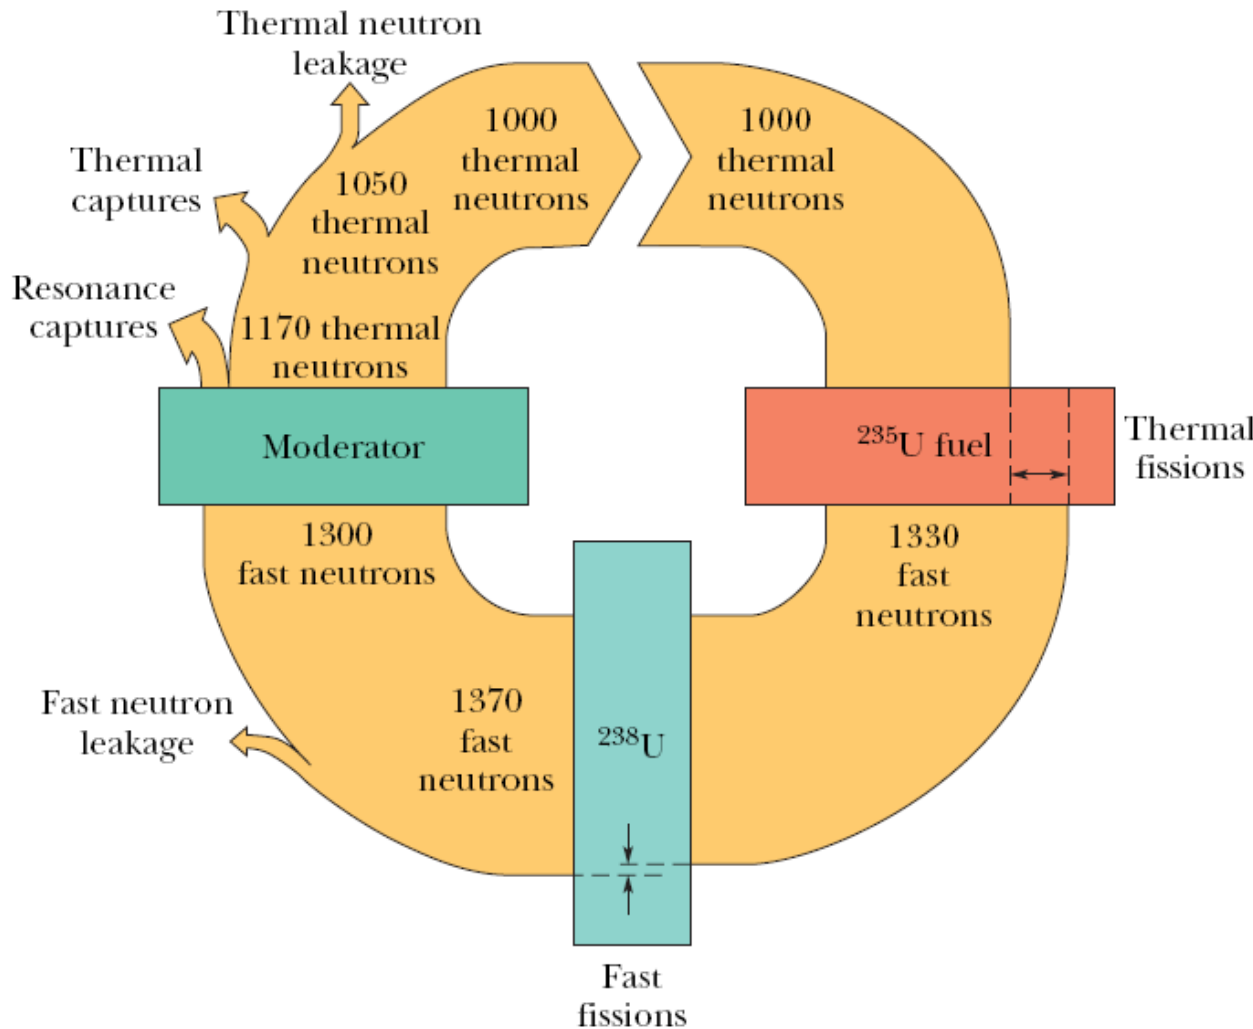 Thermal neutron
leakage
1000
thermal
neutrons
1000
thermal
neutrons
Thermal
captures
1050
thermal
neutrons
Resonance
captures
1170 thermal
neutrons
Moderator
²³⁵U fuel
Thermal
fissions
1300
fast neutrons
1330
fast
neutrons
Fast neutron
leakage
1370
fast
neutrons
²³⁸U
Fast
fissions